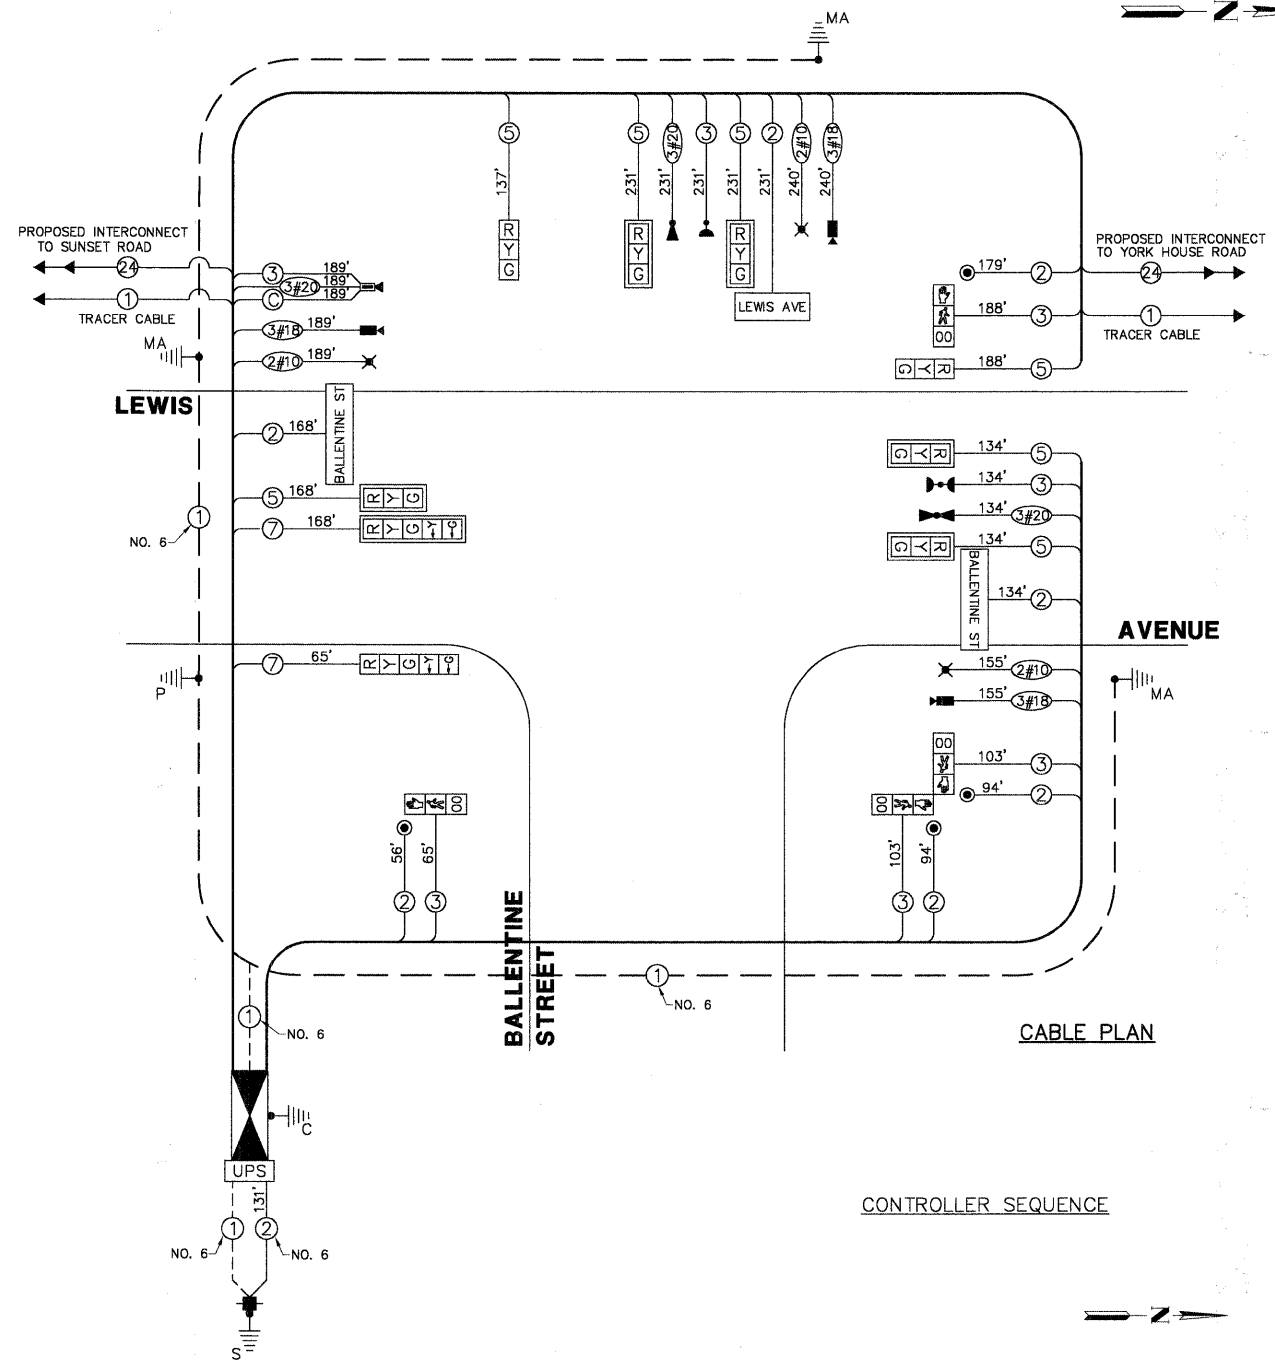 MA
N
5
5
3#20
3
5
2
2#10
3#18
137'
231'
231'
231'
231'
231'
240'
240'
R
Y
G
R
Y
G
R
Y
G
LEWIS AVE
PROPOSED INTERCONNECT
TO SUNSET ROAD
24
1
TRACER CABLE
3
189'
3#20
189'
C
189'
3#18
189'
2#10
189'
MA
PROPOSED INTERCONNECT
TO YORK HOUSE ROAD
179'
2
24
188'
3
1
00
TRACER CABLE
G Y R
188'
5
LEWIS
BALLENTINE ST
2
168'
5
168'
R Y G
7
168'
R Y G Y G
1
NO. 6
G Y R
134'
5
134'
3
134'
3#20
G Y R
134'
5
BALLENTINE ST
134'
2
AVENUE
7
65'
R Y G Y G
P
155'
2#10
155'
3#18
MA
00
103'
3
94'
2
00
56'
65'
2
3
00
103'
94'
3
2
BALLENTINE
STREET
1
NO. 6
1
NO. 6
CABLE PLAN
C
UPS
131'
1
2
NO. 6
NO. 6
S
CONTROLLER SEQUENCE
N